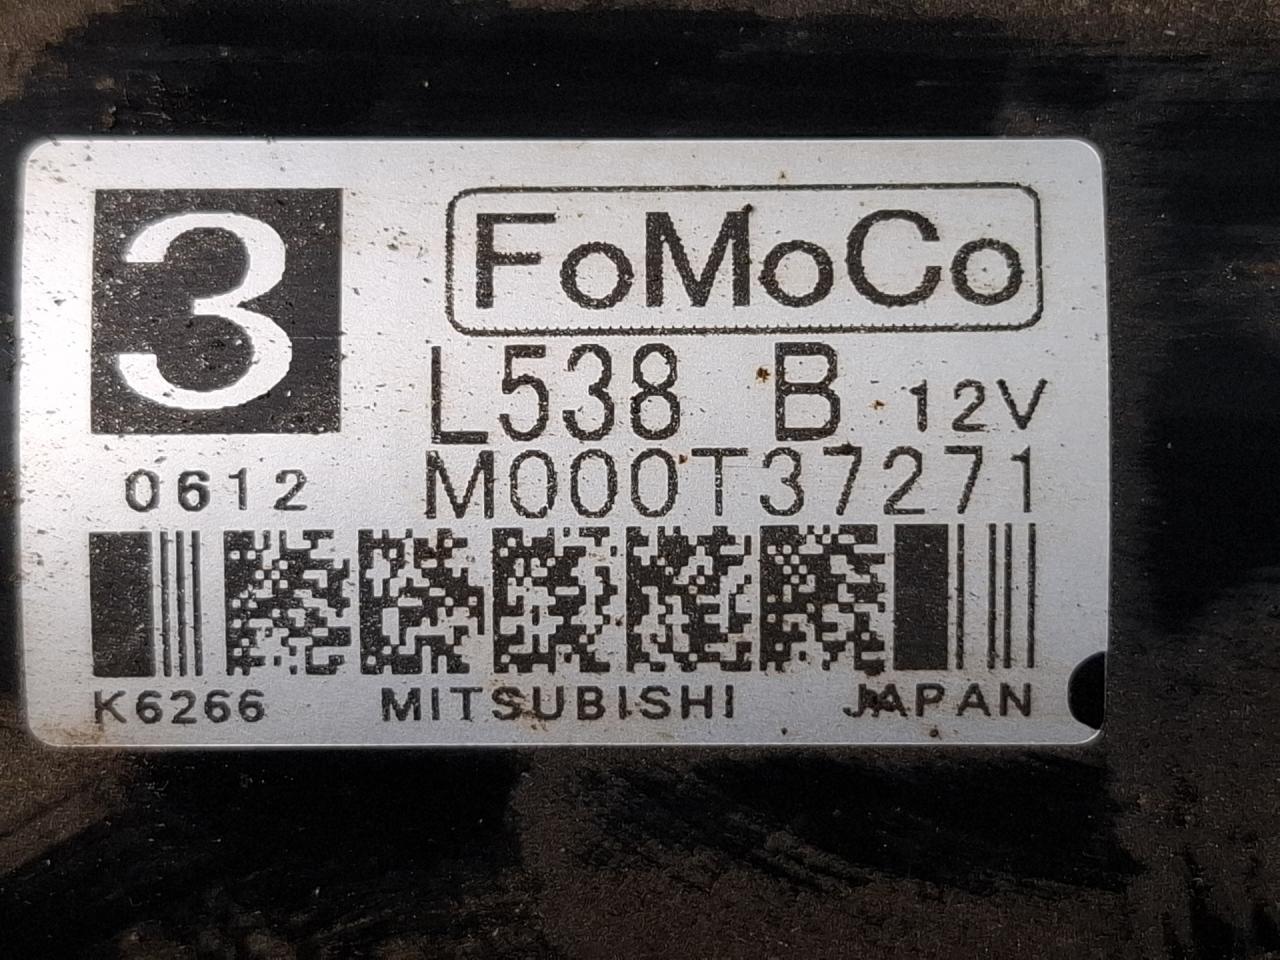 3
FoMoCo
L538 B 12V
0612 M000T37271
K6266 MITSUBISHI JAPAN